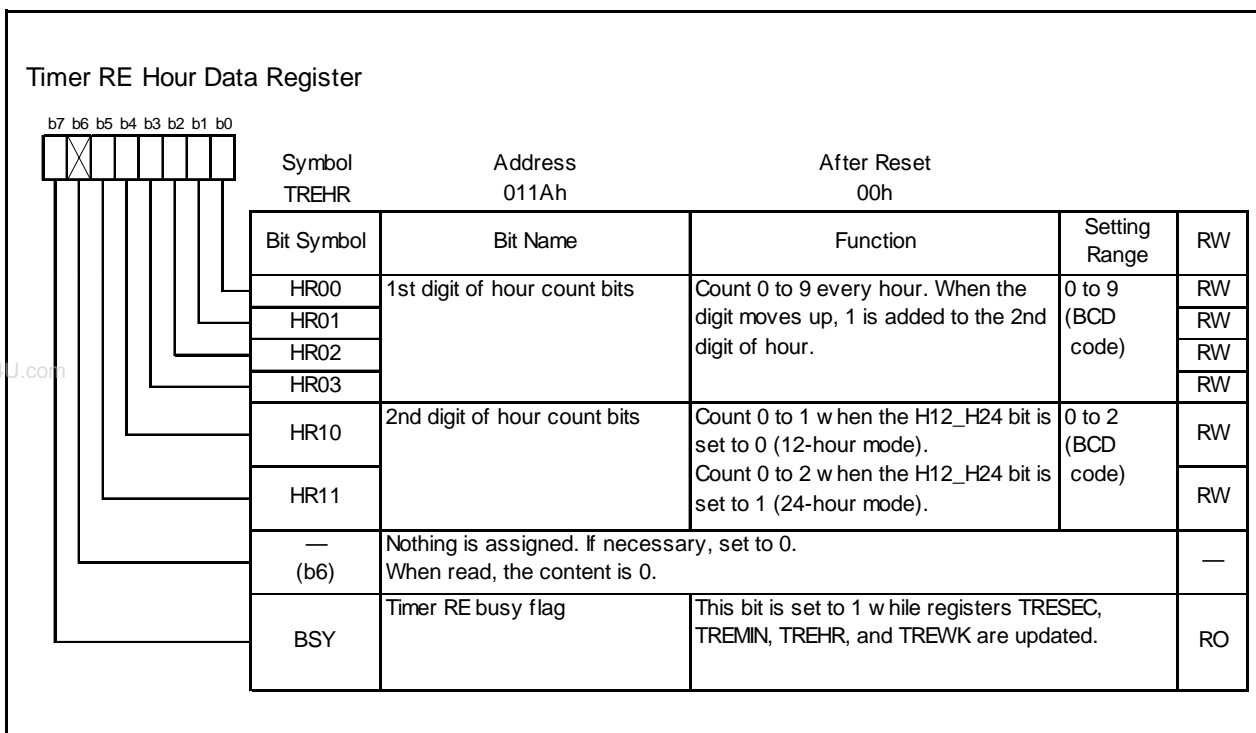 Timer RE Hour Data Register
b7 b6 b5 b4 b3 b2 b1 b0
Symbol Address After Reset
TREHR 011Ah 00h
Bit Symbol Bit Name Function Setting Range RW
HR00 1st digit of hour count bits Count 0 to 9 every hour. When the 0 to 9 RW
HR01 digit moves up, 1 is added to the 2nd (BCD RW
HR02 digit of hour. code) RW
HR03 RW
HR10 2nd digit of hour count bits Count 0 to 1 w hen the H12_H24 bit is 0 to 2 RW
set to 0 (12-hour mode). (BCD
HR11 Count 0 to 2 w hen the H12_H24 bit is code) RW
set to 1 (24-hour mode).
— Nothing is assigned. If necessary, set to 0. —
(b6) When read, the content is 0.
BSY Timer RE busy flag This bit is set to 1 w hile registers TRESEC, RO
TREMIN, TREHR, and TREWK are updated.
U.com